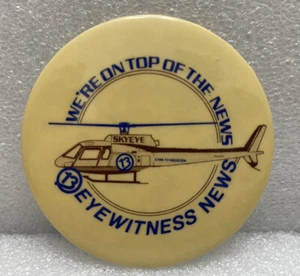 WE'RE ON TOP OF THE NEWS
SKYEYE
13
13 EYEWITNESS NEWS